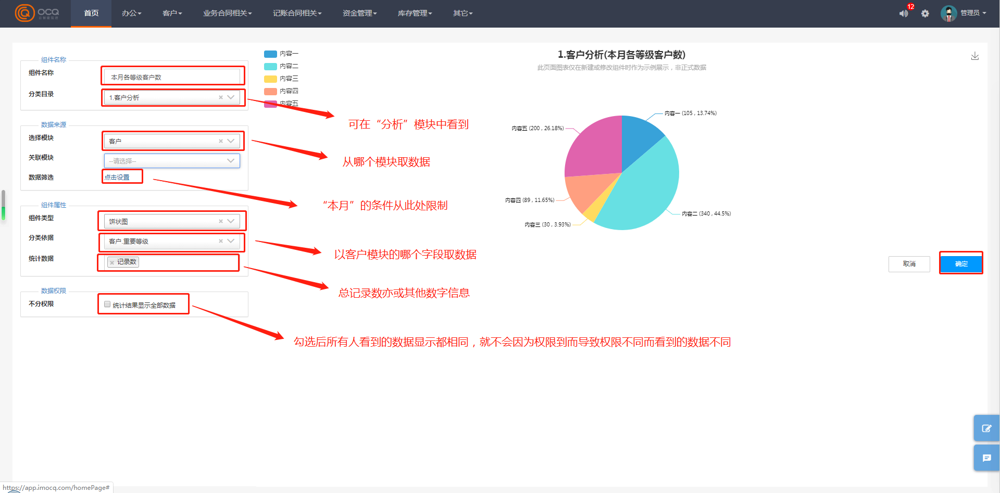 OCQ
首页
办公
客户
业务合同相关
记账合同相关
资金管理
库存管理
其它
12
管理员
组件名称
组件名称
本月各等级客户数
分类目录
1.客户分析
数据来源
选择模块
客户
关联模块
--请选择--
数据筛选
点击设置
组件属性
组件类型
饼状图
分类依据
客户.重要等级
统计数据
记录数
数据权限
不分权限
统计结果显示全部数据
内容一
内容二
内容三
内容四
内容五
1.客户分析(本月各等级客户数)
此页面图表仅在新建或修改组件时作为示例展示，非正式数据
内容一 (105 , 13.74%)
内容五 (200 , 26.18%)
内容四 (89 , 11.65%)
内容二 (340 , 44.5%)
内容三 (30 , 3.93%)
可在“分析”模块中看到
从哪个模块取数据
“本月”的条件从此处限制
以客户模块的哪个字段取数据
总记录数亦或其他数字信息
勾选后所有人看到的数据显示都相同，就不会因为权限到而导致权限不同而看到的数据不同
取消
确定
https://app.imocq.com/homePage#